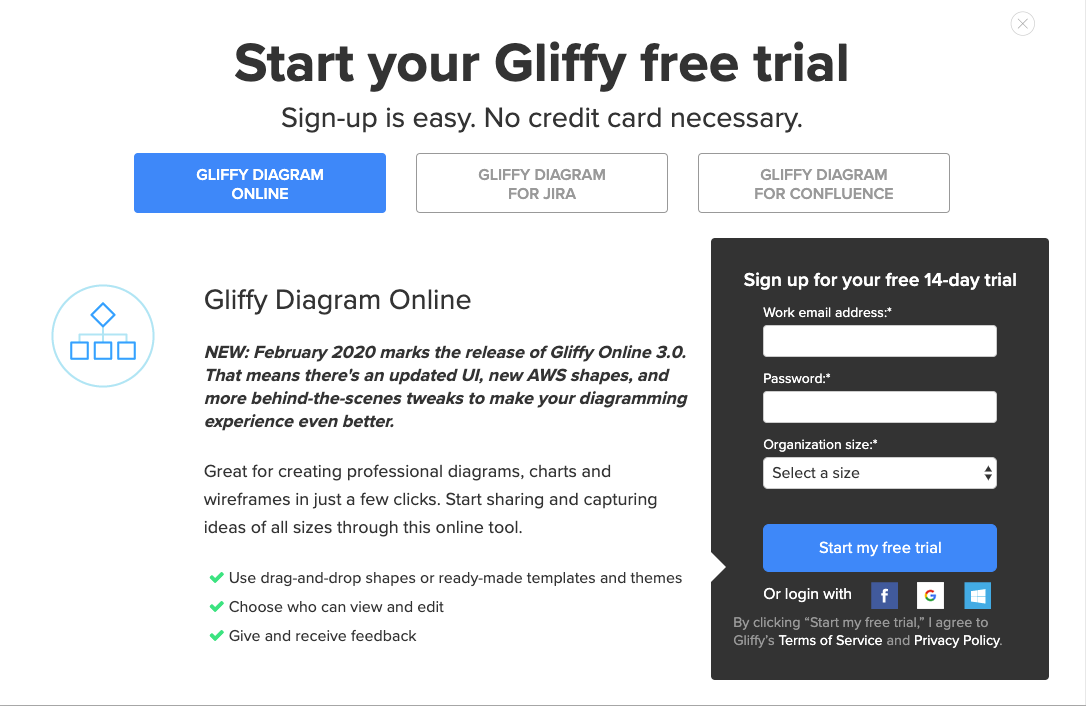 Start your Gliffy free trial
Sign-up is easy. No credit card necessary.
GLIFFY DIAGRAM
ONLINE
GLIFFY DIAGRAM
FOR JIRA
GLIFFY DIAGRAM
FOR CONFLUENCE
Gliffy Diagram Online
NEW: February 2020 marks the release of Gliffy Online 3.0.
That means there's an updated UI, new AWS shapes, and
more behind-the-scenes tweaks to make your diagramming
experience even better.
Great for creating professional diagrams, charts and
wireframes in just a few clicks. Start sharing and capturing
ideas of all sizes through this online tool.
Use drag-and-drop shapes or ready-made templates and themes
Choose who can view and edit
Give and receive feedback
Sign up for your free 14-day trial
Work email address:*
Password:*
Organization size:*
Select a size
Start my free trial
Or login with
By clicking “Start my free trial,” I agree to
Gliffy’s Terms of Service and Privacy Policy.